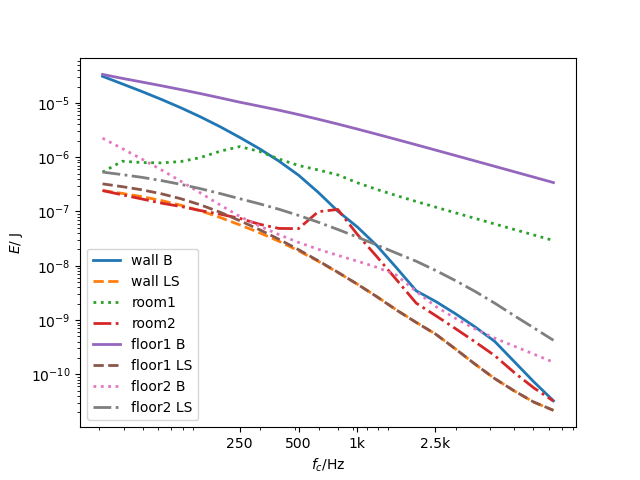 E/ J
10⁻⁵
10⁻⁶
10⁻⁷
10⁻⁸
10⁻⁹
10⁻¹⁰
wall B
wall LS
room1
room2
floor1 B
floor1 LS
floor2 B
floor2 LS
250 500 1k 2.5k
f_c/Hz